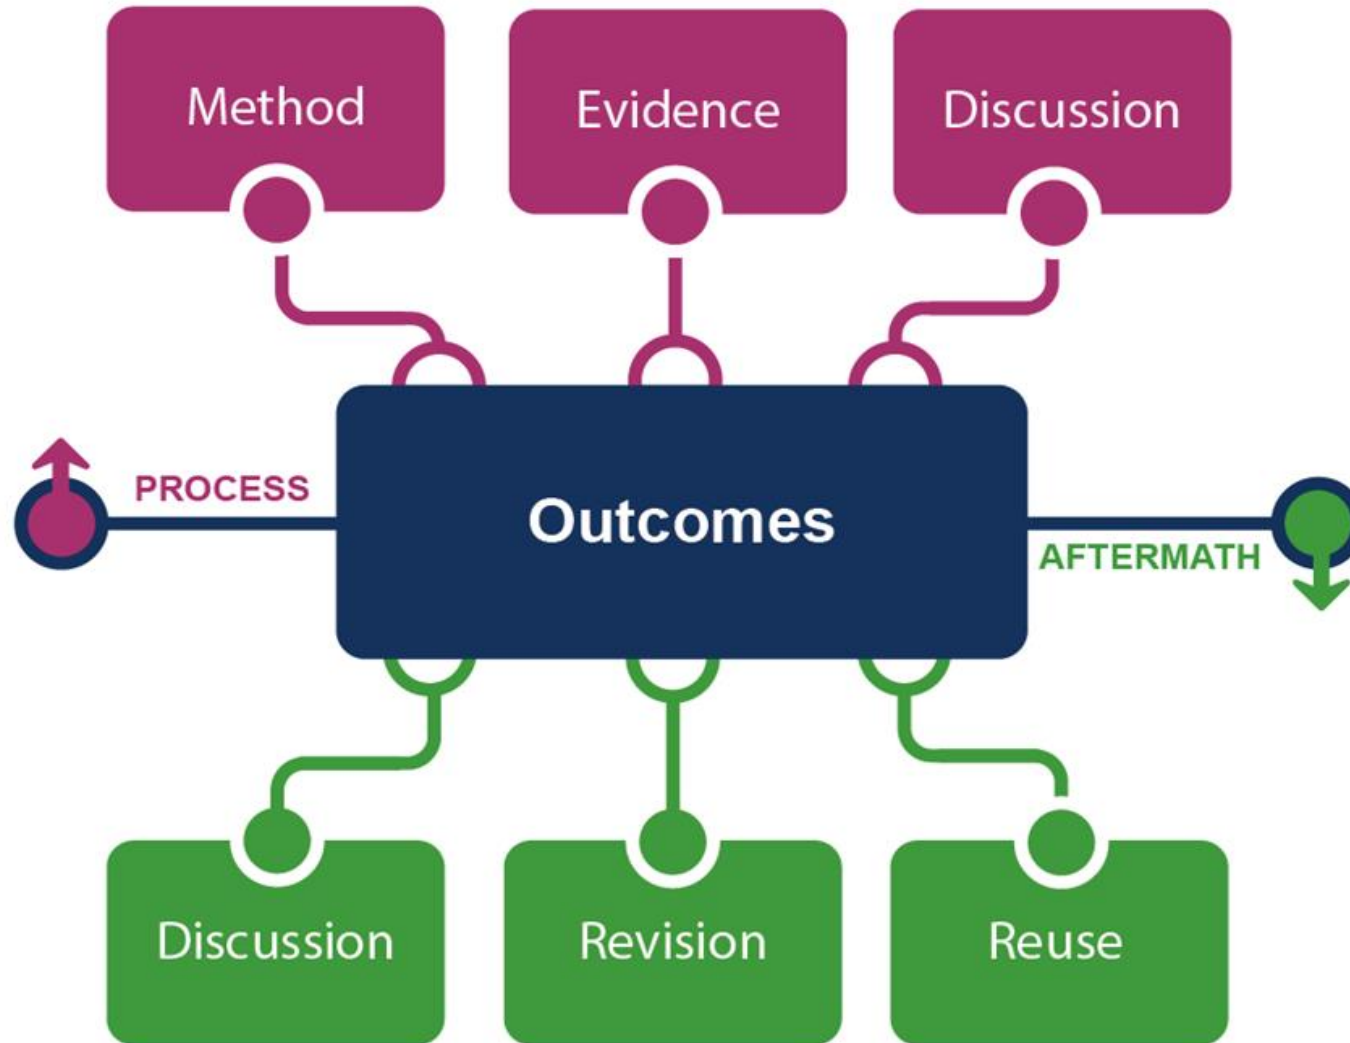 Method
Evidence
Discussion
PROCESS
Outcomes
AFTERMATH
Discussion
Revision
Reuse